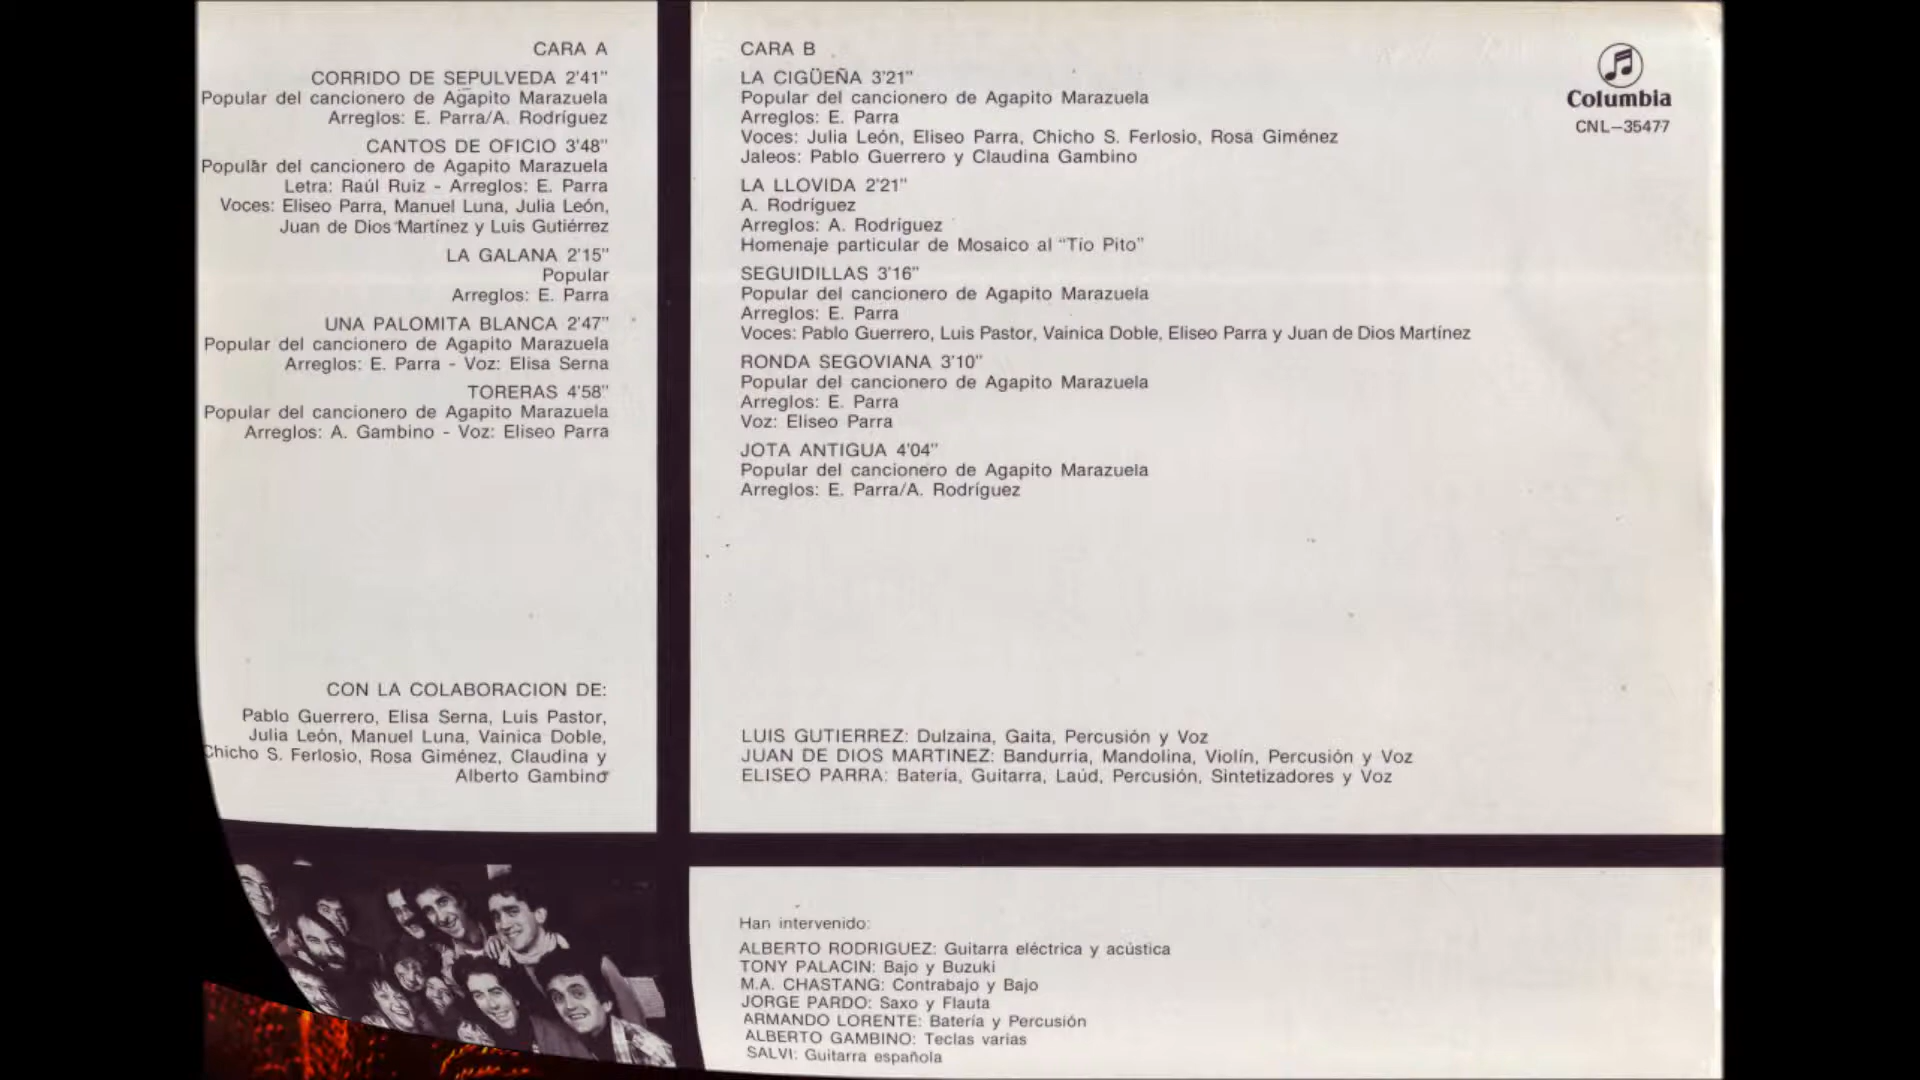 CARA A
CORRIDO DE SEPULVEDA 2'41"
Popular del cancionero de Agapito Marazuela
Arreglos: E. Parra/A. Rodríguez
CANTOS DE OFICIO 3'48"
Popular del cancionero de Agapito Marazuela
Letra: Raúl Ruiz - Arreglos: E. Parra
Voces: Eliseo Parra, Manuel Luna, Julia León,
Juan de Dios Martínez y Luis Gutiérrez
LA GALANA 2'15"
Popular
Arreglos: E. Parra
UNA PALOMITA BLANCA 2'47"
Popular del cancionero de Agapito Marazuela
Arreglos: E. Parra - Voz: Elisa Serna
TORERAS 4'58"
Popular del cancionero de Agapito Marazuela
Arreglos: A. Gambino - Voz: Eliseo Parra
CON LA COLABORACION DE:
Pablo Guerrero, Elisa Serna, Luis Pastor,
Julia León, Manuel Luna, Vainica Doble,
Chicho S. Ferlosio, Rosa Giménez, Claudina y
Alberto Gambino
CARA B
LA CIGÜEÑA 3'21"
Popular del cancionero de Agapito Marazuela
Arreglos: E. Parra
Voces: Julia León, Eliseo Parra, Chicho S. Ferlosio, Rosa Giménez
Jaleos: Pablo Guerrero y Claudina Gambino
LA LLOVIDA 2'21"
A. Rodríguez
Arreglos: A. Rodríguez
Homenaje particular de Mosaico al "Tío Pito"
SEGUIDILLAS 3'16"
Popular del cancionero de Agapito Marazuela
Arreglos: E. Parra
Voces: Pablo Guerrero, Luis Pastor, Vainica Doble, Eliseo Parra y Juan de Dios Martínez
RONDA SEGOVIANA 3'10"
Popular del cancionero de Agapito Marazuela
Arreglos: E. Parra
Voz: Eliseo Parra
JOTA ANTIGUA 4'04"
Popular del cancionero de Agapito Marazuela
Arreglos: E. Parra/A. Rodríguez
Columbia
CNL-35477
LUIS GUTIERREZ: Dulzaina, Gaita, Percusión y Voz
JUAN DE DIOS MARTINEZ: Bandurria, Mandolina, Violín, Percusión y Voz
ELISEO PARRA: Batería, Guitarra, Laúd, Percusión, Sintetizadores y Voz
Han intervenido:
ALBERTO RODRIGUEZ: Guitarra eléctrica y acústica
TONY PALACIN: Bajo y Buzuki
M.A. CHASTANG: Contrabajo y Bajo
JORGE PARDO: Saxo y Flauta
ARMANDO LORENTE: Batería y Percusión
ALBERTO GAMBINO: Teclas varias
SALVI: Guitarra española